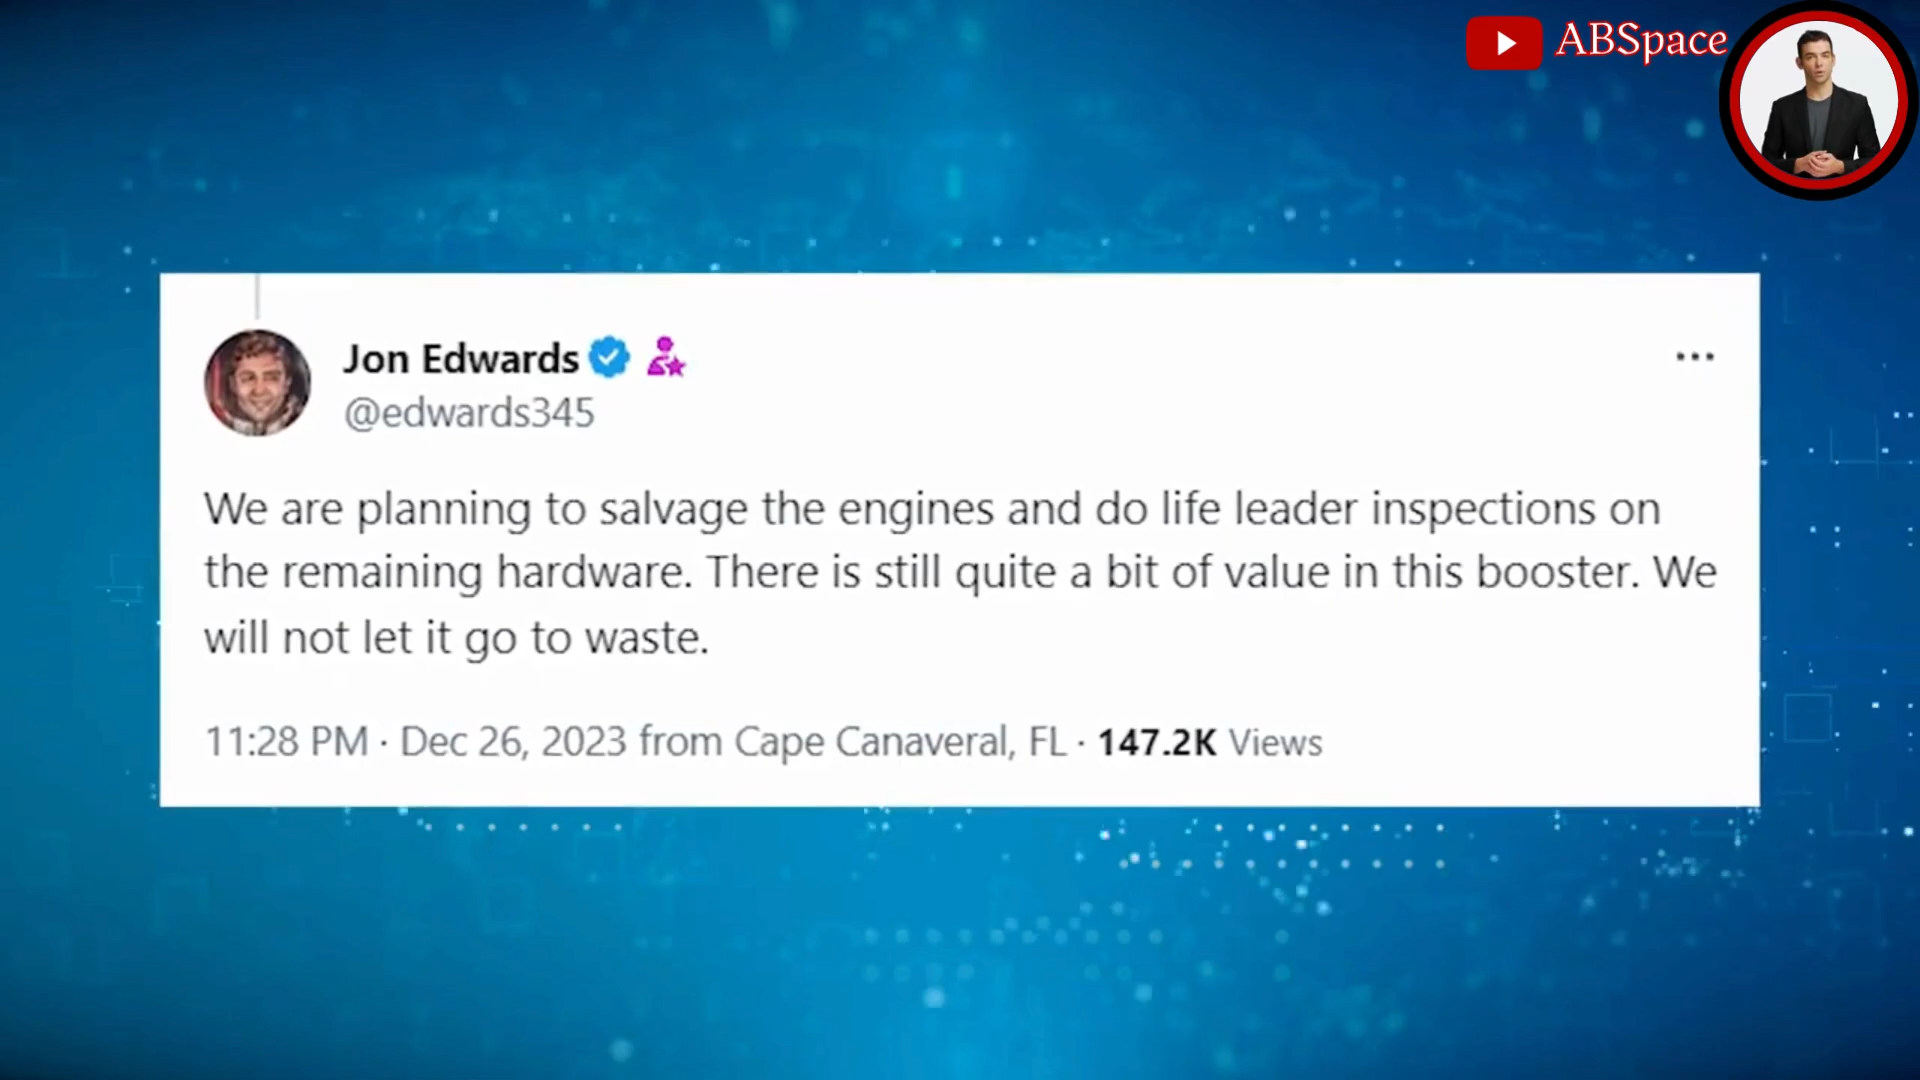 ABSpace
Jon Edwards
@edwards345
We are planning to salvage the engines and do life leader inspections on
the remaining hardware. There is still quite a bit of value in this booster. We
will not let it go to waste.
11:28 PM · Dec 26, 2023 from Cape Canaveral, FL · 147.2K Views